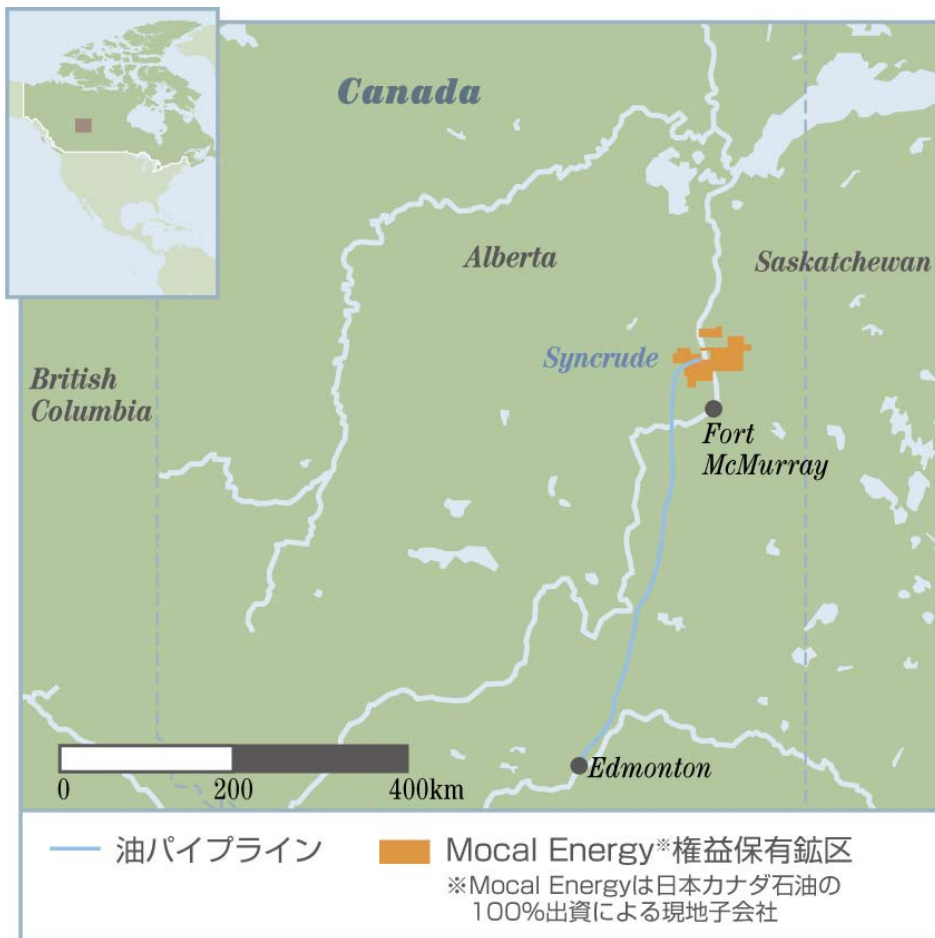 Canada
Alberta
Saskatchewan
Syncrude
British
Columbia
Fort
McMurray
Edmonton
0 200 400km
油パイプライン
Mocal Energy※権益保有鉱区
※Mocal Energyは日本カナダ石油の
100%出資による現地子会社